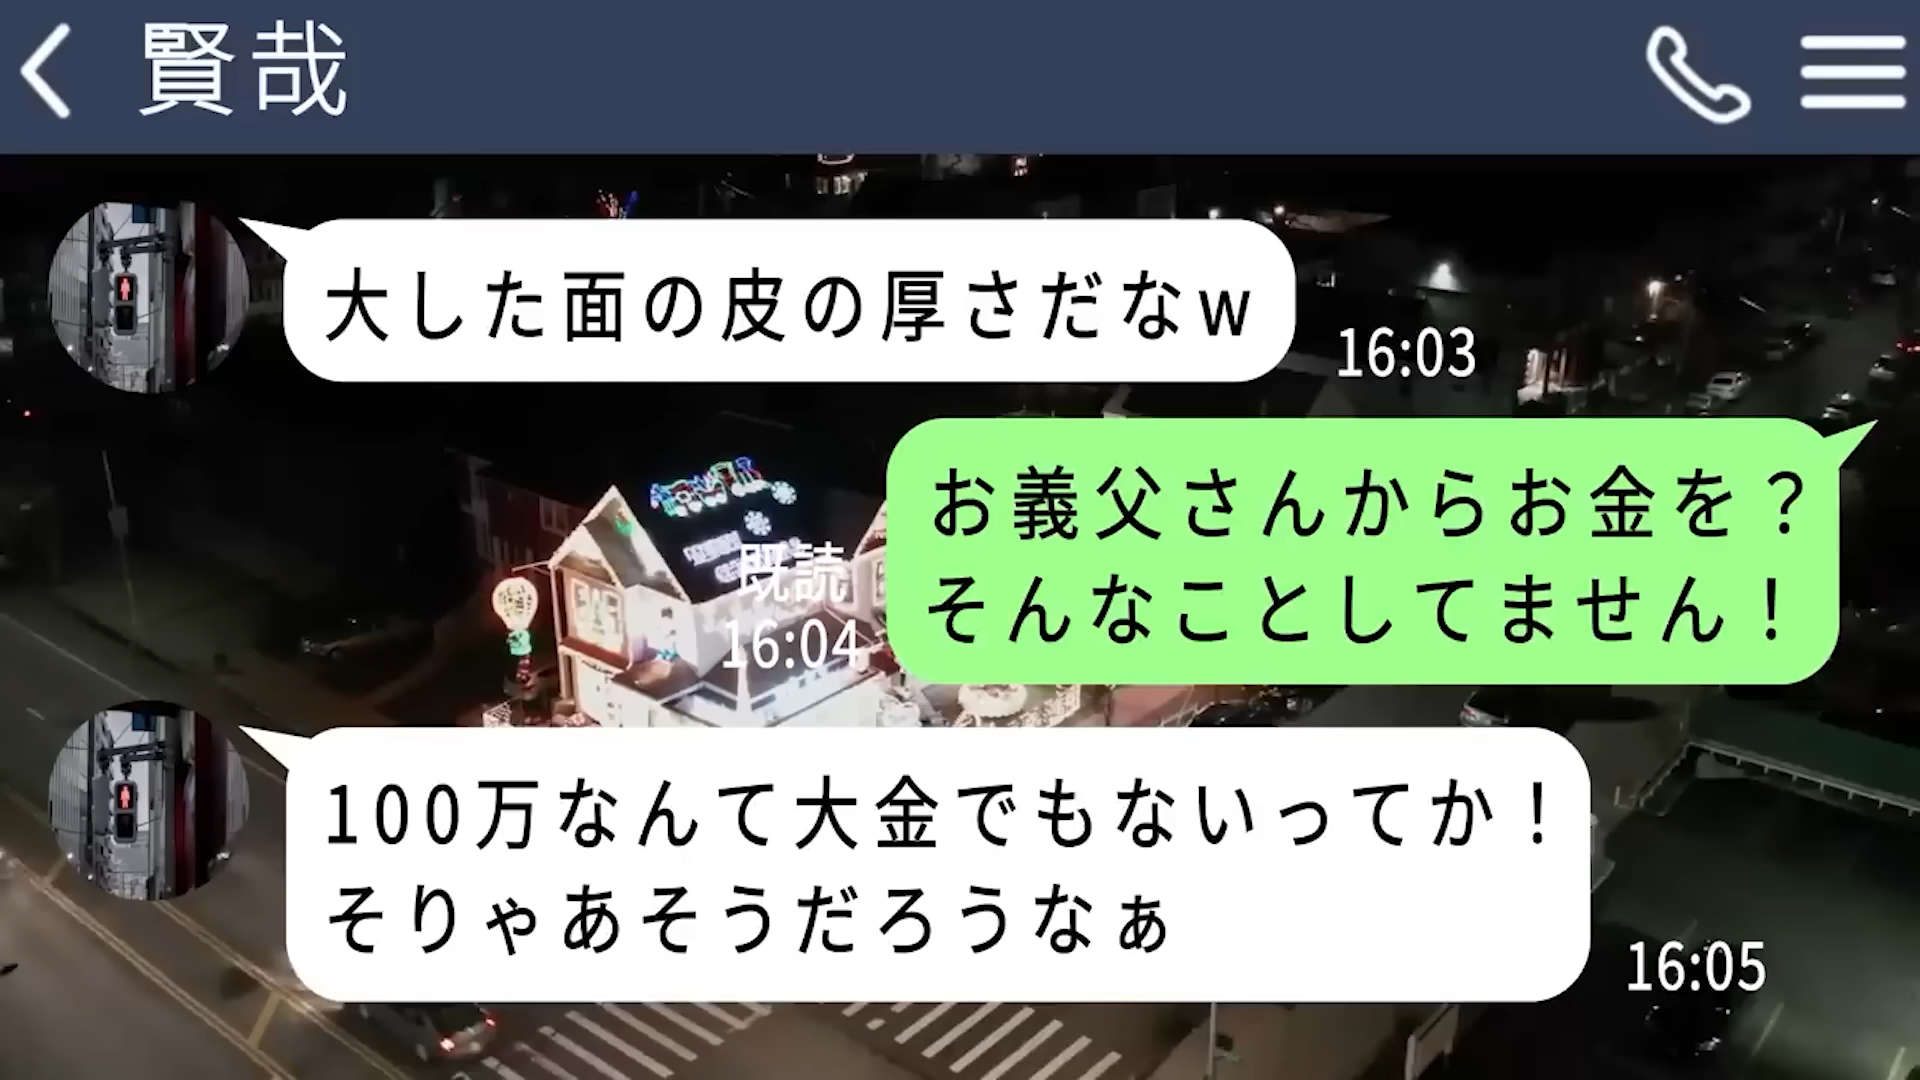 賢哉
大した面の皮の厚さだなw
16:03
お義父さんからお金を？
そんなことしてません！
既読
16:04
100万なんて大金でもないってか！
そりゃあそうだろうなぁ
16:05